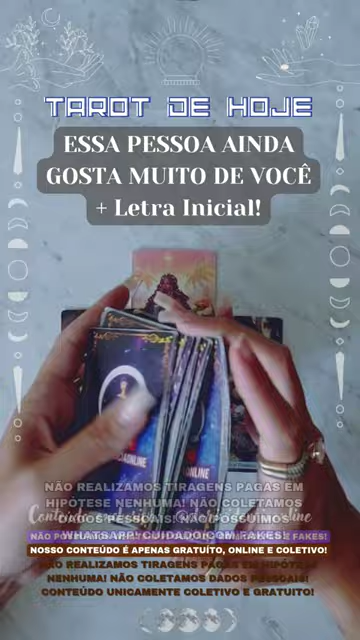 TAROT DE HOJE
ESSA PESSOA AINDA
GOSTA MUITO DE VOCÊ
+ Letra Inicial!
NÃO REALIZAMOS TIRAGENS PAGAS EM
HIPÓTESE NENHUMA! NÃO COLETAMOS
DADOS PESSOAIS! NÃO POSSUÍMOS
WHATSAPP! CUIDADO COM FAKES!
NOSSO CONTEÚDO É APENAS GRATUITO, ONLINE E COLETIVO!
NÃO REALIZAMOS TIRAGENS PAGAS EM HIPÓTESE
NENHUMA! NÃO COLETAMOS DADOS PESSOAIS!
CONTEÚDO UNICAMENTE COLETIVO E GRATUITO!